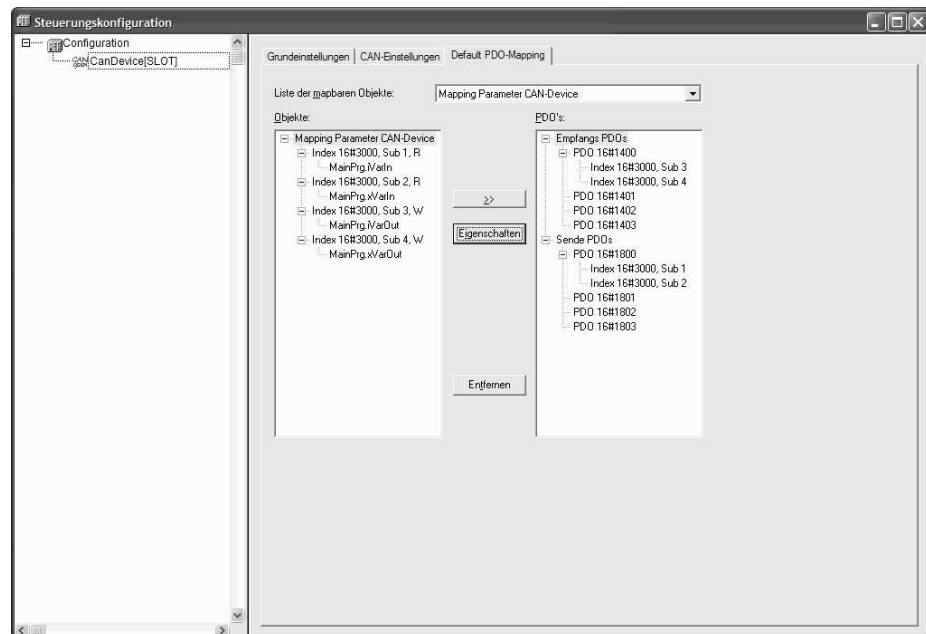 Steuerungskonfiguration
Configuration
CanDevice[SLOT]
Grundeinstellungen
CAN-Einstellungen
Default PDO-Mapping
Liste der mapbaren Objekte:
Mapping Parameter CAN-Device
Objekte:
Mapping Parameter CAN-Device
Index 16#3000, Sub 1, R
MainPrg.iVarIn
Index 16#3000, Sub 2, R
MainPrg.xVarIn
Index 16#3000, Sub 3, W
MainPrg.iVarOut
Index 16#3000, Sub 4, W
MainPrg.xVarOut
>>
Eigenschaften
Entfernen
PDO's:
Empfangs PDOs
PDO 16#1400
Index 16#3000, Sub 3
Index 16#3000, Sub 4
PDO 16#1401
PDO 16#1402
PDO 16#1403
Sende PDOs
PDO 16#1800
Index 16#3000, Sub 1
Index 16#3000, Sub 2
PDO 16#1801
PDO 16#1802
PDO 16#1803